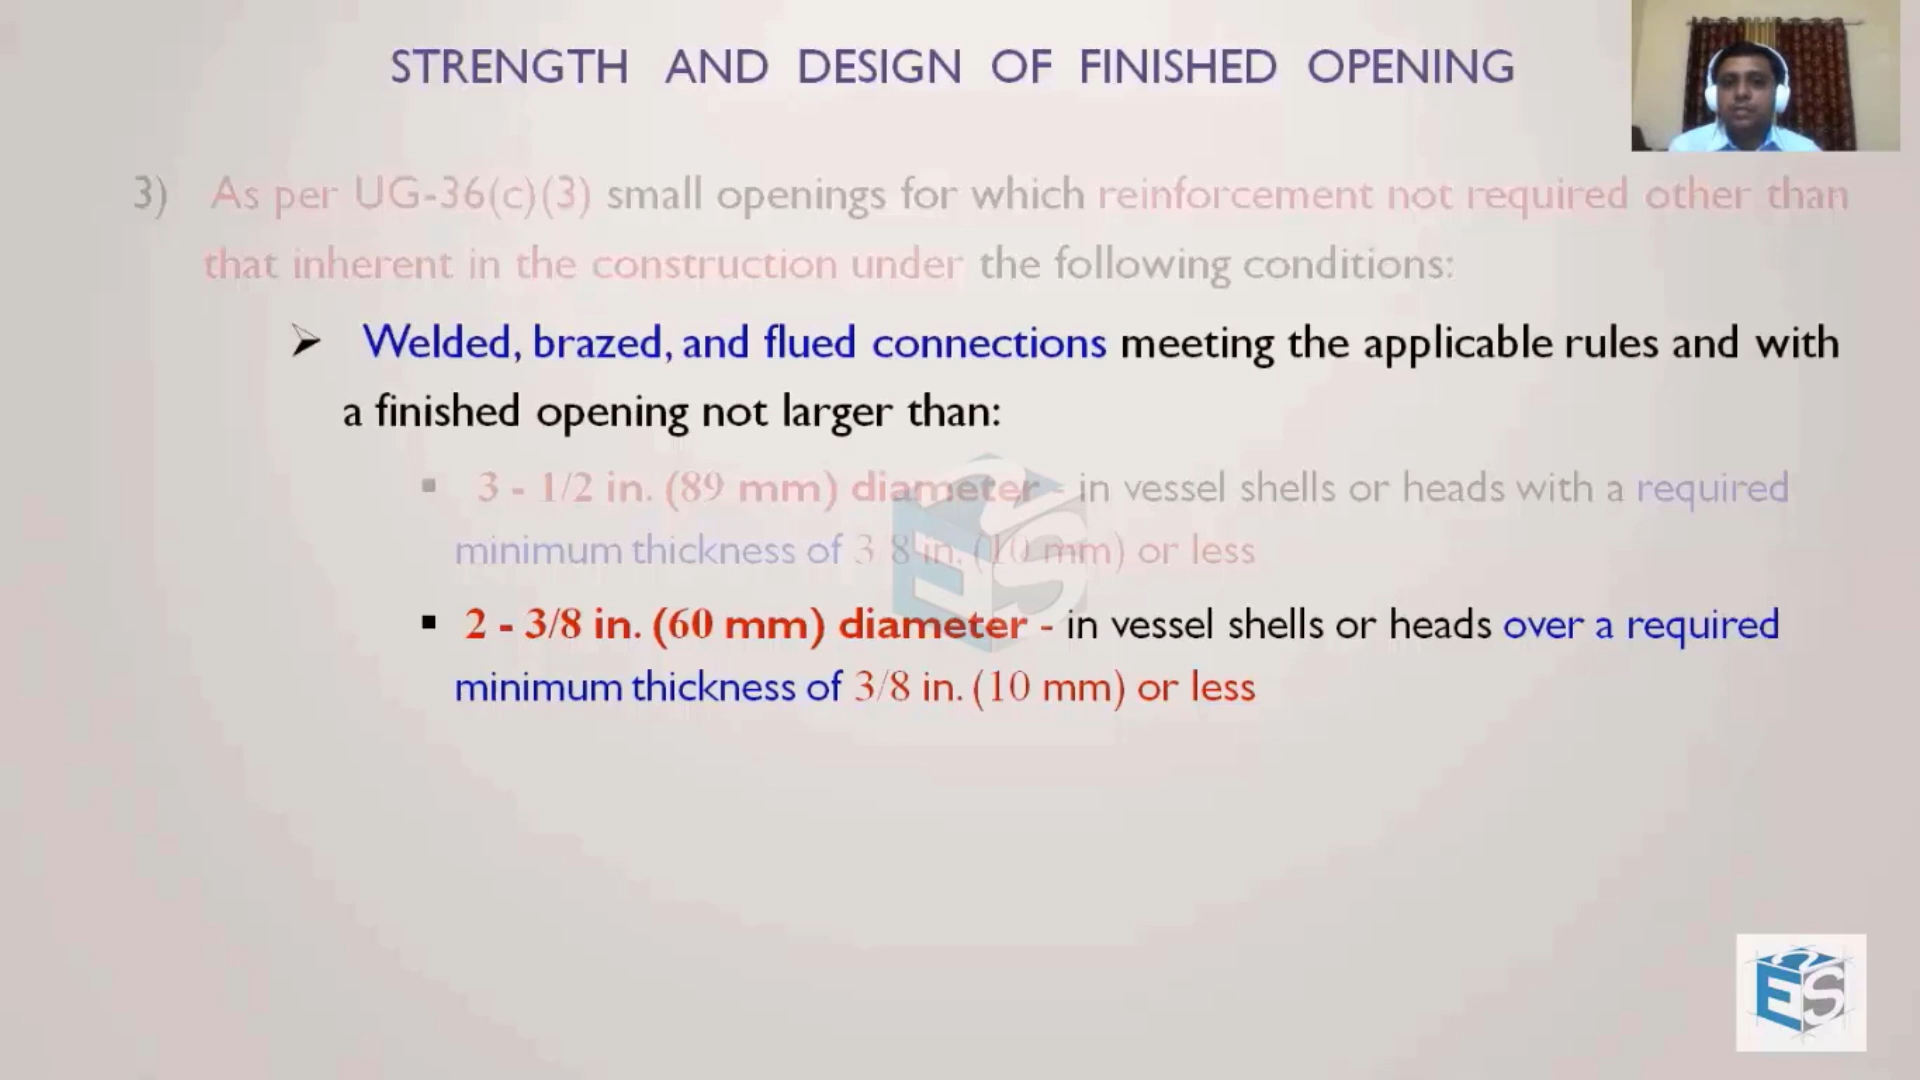 STRENGTH AND DESIGN OF FINISHED OPENING
3) As per UG-36(c)(3) small openings for which reinforcement not required other than
that inherent in the construction under the following conditions:
➢ Welded, brazed, and flued connections meeting the applicable rules and with
a finished opening not larger than:
▪ 3 - 1/2 in. (89 mm) diameter - in vessel shells or heads with a required
minimum thickness of 3 8 in. (10 mm) or less
▪ 2 - 3/8 in. (60 mm) diameter - in vessel shells or heads over a required
minimum thickness of 3/8 in. (10 mm) or less
ES